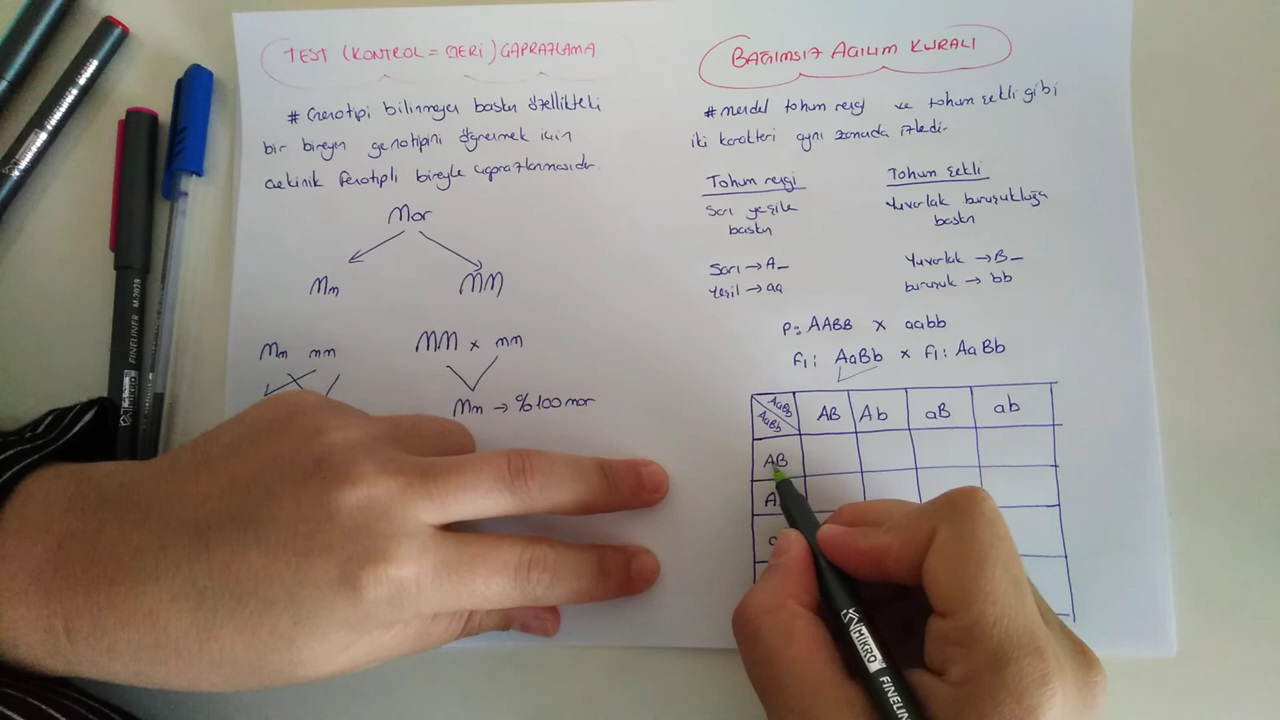 TEST (KONTROL = GERİ) ÇAPRAZLAMA
# Genotipi bilinmeyen baskın özellikteki
bir bireyin genotipini öğrenmek için
çekinik fenotipli bireyle çaprazlanmasıdır.
Mor
Mm MM
Mm mm
MM x mm
Mm → %100 mor
BAĞIMSIZ AÇILIM KURALI
# mendel tohum rengi ve tohum şekli gibi
iki karakteri aynı zamanda izledi.
Tohum rengi
Sarı yeşile
baskın
Sarı → A_
Yeşil → aa
Tohum şekli
Yuvarlak buruşukluğa
baskın
Yuvarlak → B_
buruşuk → bb
P: AABB x aabb
F1: AaBb x F1: AaBb
AaBb AB Ab aB ab
AaBb
AB
A
MIKRO FINELINER M-2029
MIKRO FINELINER